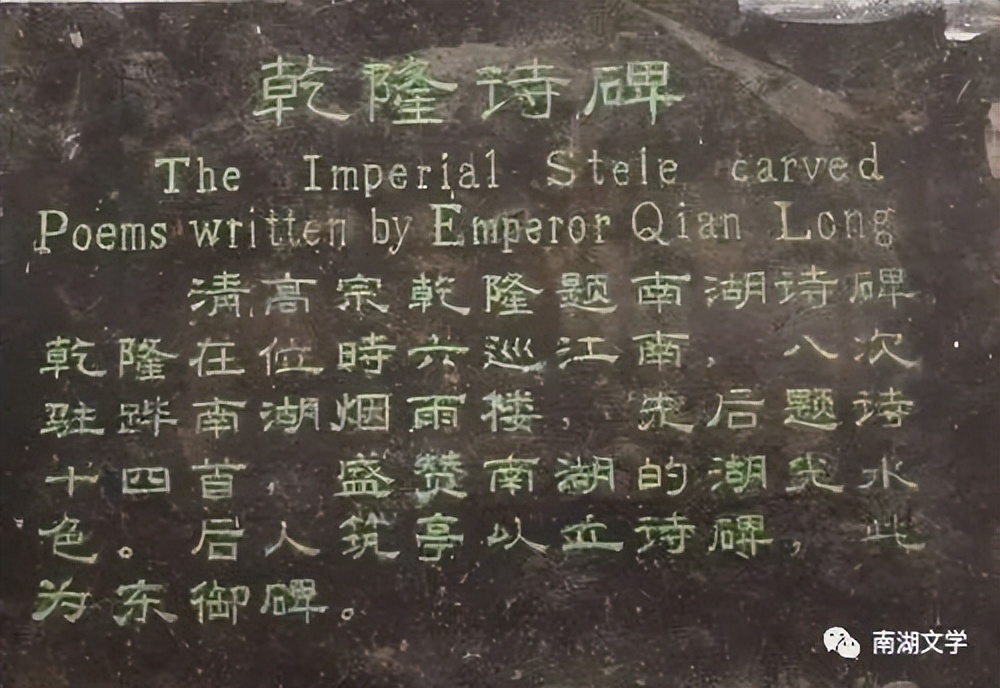 乾隆诗碑
The Imperial Stele carved
Poems written by Emperor Qian Long
清高宗乾隆题南湖诗碑
乾隆在位時六巡江南，八次
驻跸南湖烟雨楼，先后题诗
十四首，盛赞南湖的湖光水
色。后人筑亭以立诗碑，此
为东御碑。
南湖文学